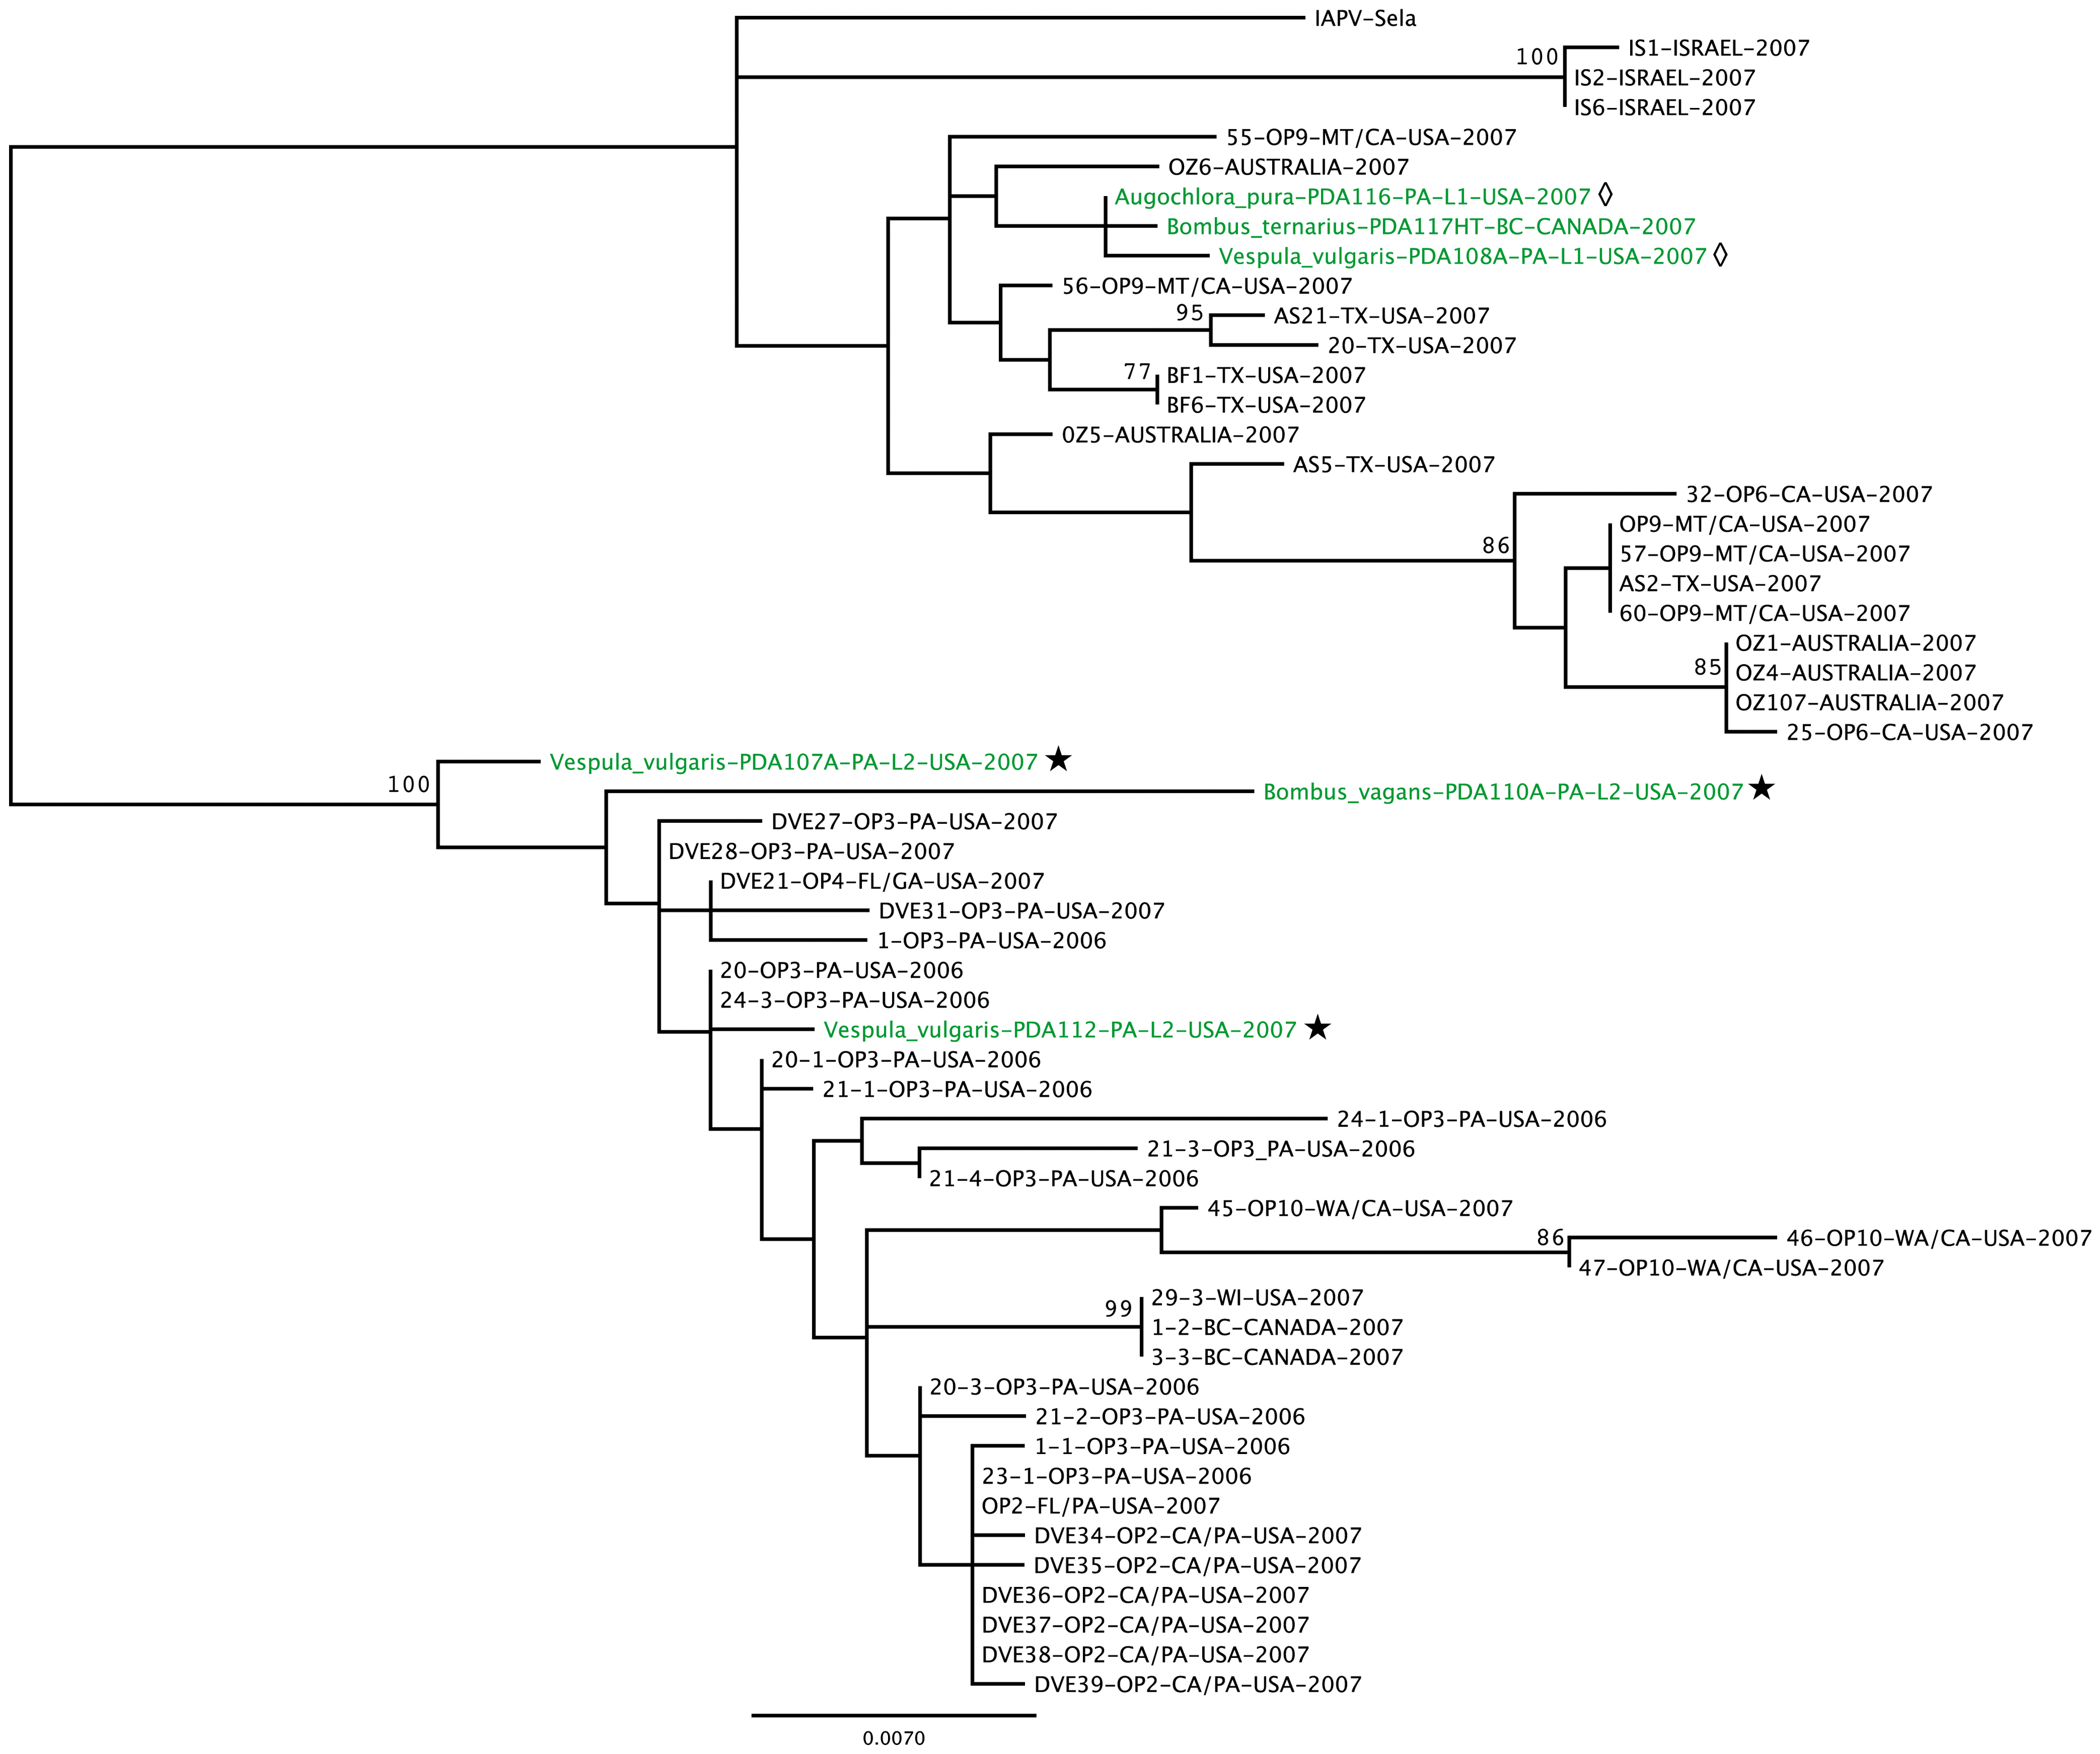 IAPV-Sela
100
IS1-ISRAEL-2007
IS2-ISRAEL-2007
IS6-ISRAEL-2007
55-OP9-MT/CA-USA-2007
OZ6-AUSTRALIA-2007
Augochlora_pura-PDA116-PA-L1-USA-2007 ◊
Bombus_ternarius-PDA117HT-BC-CANADA-2007
Vespula_vulgaris-PDA108A-PA-L1-USA-2007 ◊
56-OP9-MT/CA-USA-2007
95
AS21-TX-USA-2007
20-TX-USA-2007
77
BF1-TX-USA-2007
BF6-TX-USA-2007
0Z5-AUSTRALIA-2007
AS5-TX-USA-2007
32-OP6-CA-USA-2007
OP9-MT/CA-USA-2007
86
57-OP9-MT/CA-USA-2007
AS2-TX-USA-2007
60-OP9-MT/CA-USA-2007
OZ1-AUSTRALIA-2007
85
OZ4-AUSTRALIA-2007
OZ107-AUSTRALIA-2007
25-OP6-CA-USA-2007
Vespula_vulgaris-PDA107A-PA-L2-USA-2007 ★
100
Bombus_vagans-PDA110A-PA-L2-USA-2007 ★
DVE27-OP3-PA-USA-2007
DVE28-OP3-PA-USA-2007
DVE21-OP4-FL/GA-USA-2007
DVE31-OP3-PA-USA-2007
1-OP3-PA-USA-2006
20-OP3-PA-USA-2006
24-3-OP3-PA-USA-2006
Vespula_vulgaris-PDA112-PA-L2-USA-2007 ★
20-1-OP3-PA-USA-2006
21-1-OP3-PA-USA-2006
24-1-OP3-PA-USA-2006
21-3-OP3_PA-USA-2006
21-4-OP3-PA-USA-2006
45-OP10-WA/CA-USA-2007
86
46-OP10-WA/CA-USA-2007
47-OP10-WA/CA-USA-2007
99
29-3-WI-USA-2007
1-2-BC-CANADA-2007
3-3-BC-CANADA-2007
20-3-OP3-PA-USA-2006
21-2-OP3-PA-USA-2006
1-1-OP3-PA-USA-2006
23-1-OP3-PA-USA-2006
OP2-FL/PA-USA-2007
DVE34-OP2-CA/PA-USA-2007
DVE35-OP2-CA/PA-USA-2007
DVE36-OP2-CA/PA-USA-2007
DVE37-OP2-CA/PA-USA-2007
DVE38-OP2-CA/PA-USA-2007
DVE39-OP2-CA/PA-USA-2007
0.0070